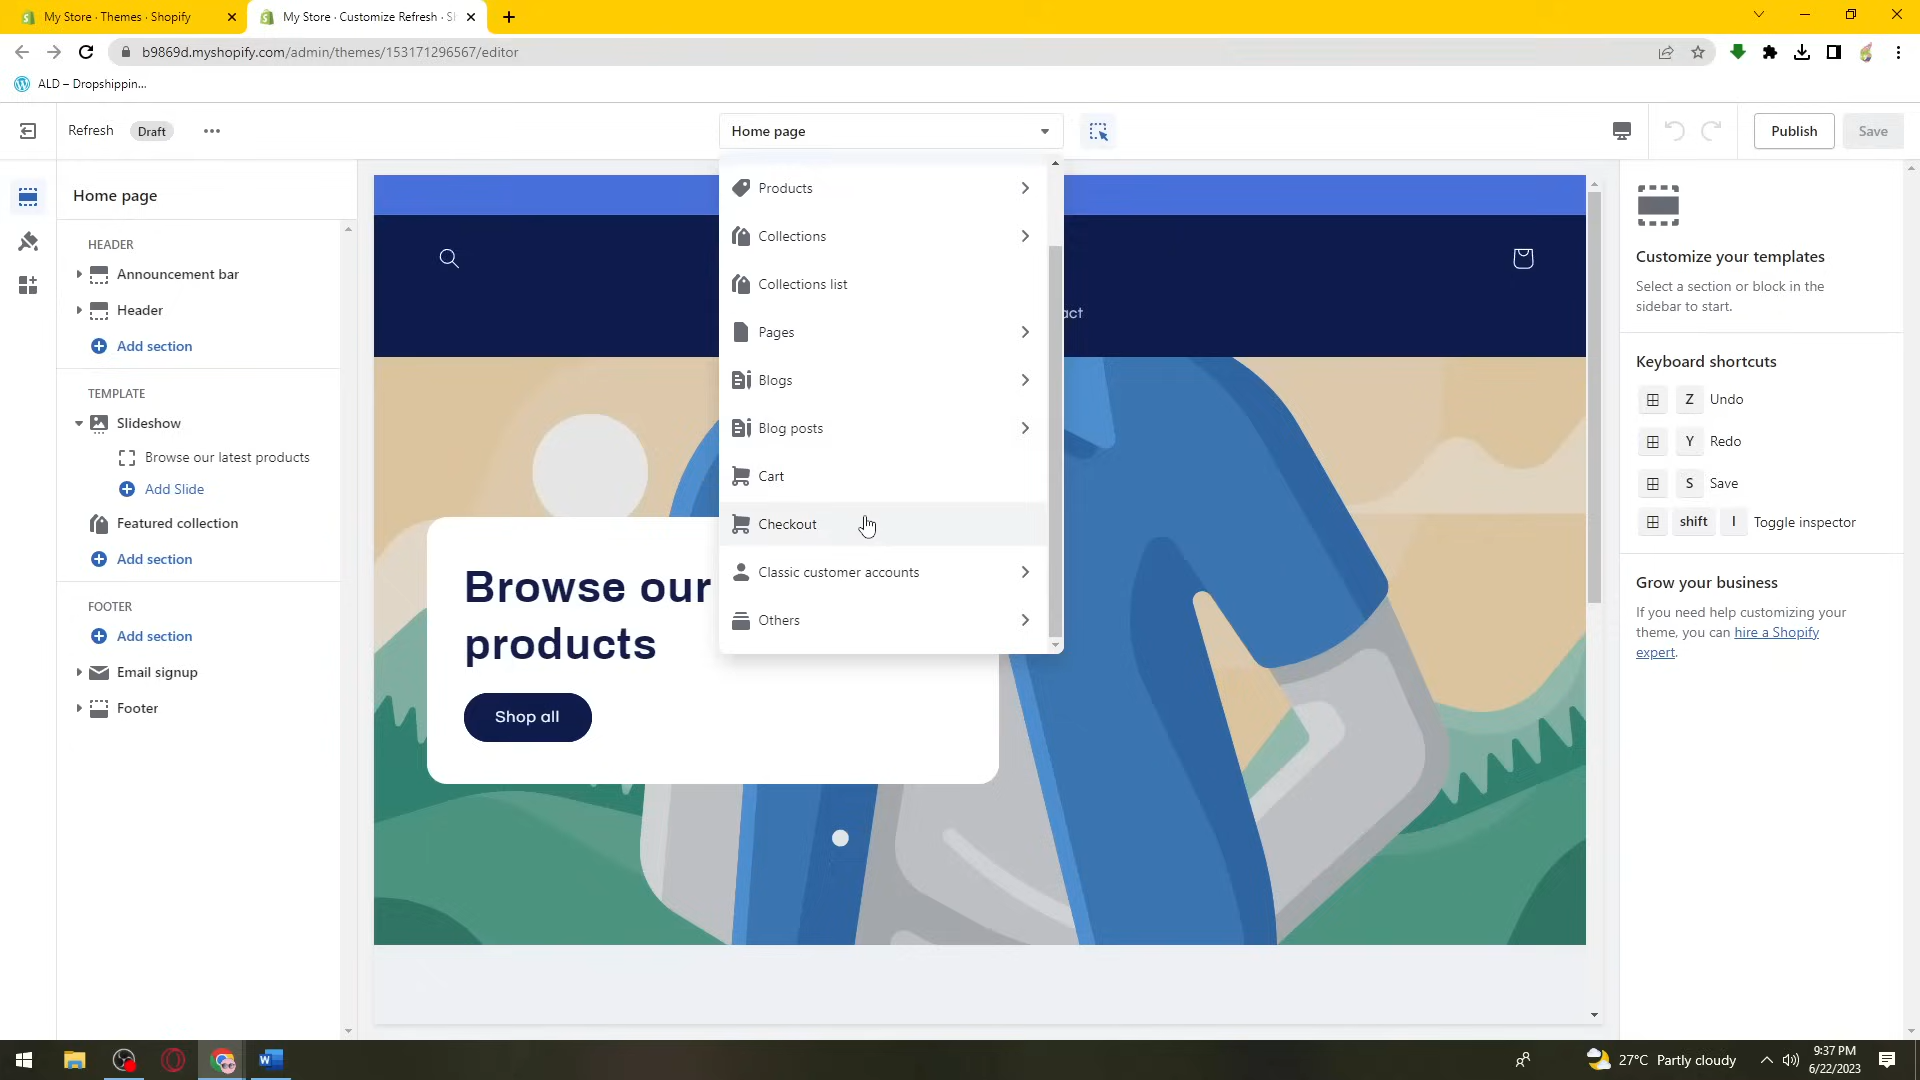 My Store · Themes · Shopify
My Store · Customize Refresh · Sh
b9869d.myshopify.com/admin/themes/153171296567/editor
ALD – Dropshippin...
Refresh
Draft
Home page
Publish
Save
Home page
HEADER
Announcement bar
Header
Add section
TEMPLATE
Slideshow
Browse our latest products
Add Slide
Featured collection
Add section
FOOTER
Add section
Email signup
Footer
Products
Collections
Collections list
Pages
Blogs
Blog posts
Cart
Checkout
Classic customer accounts
Others
act
Browse our
products
Shop all
Customize your templates
Select a section or block in the
sidebar to start.
Keyboard shortcuts
Z Undo
Y Redo
S Save
shift I Toggle inspector
Grow your business
If you need help customizing your
theme, you can hire a Shopify
expert.
W
27°C Partly cloudy
9:37 PM
6/22/2023